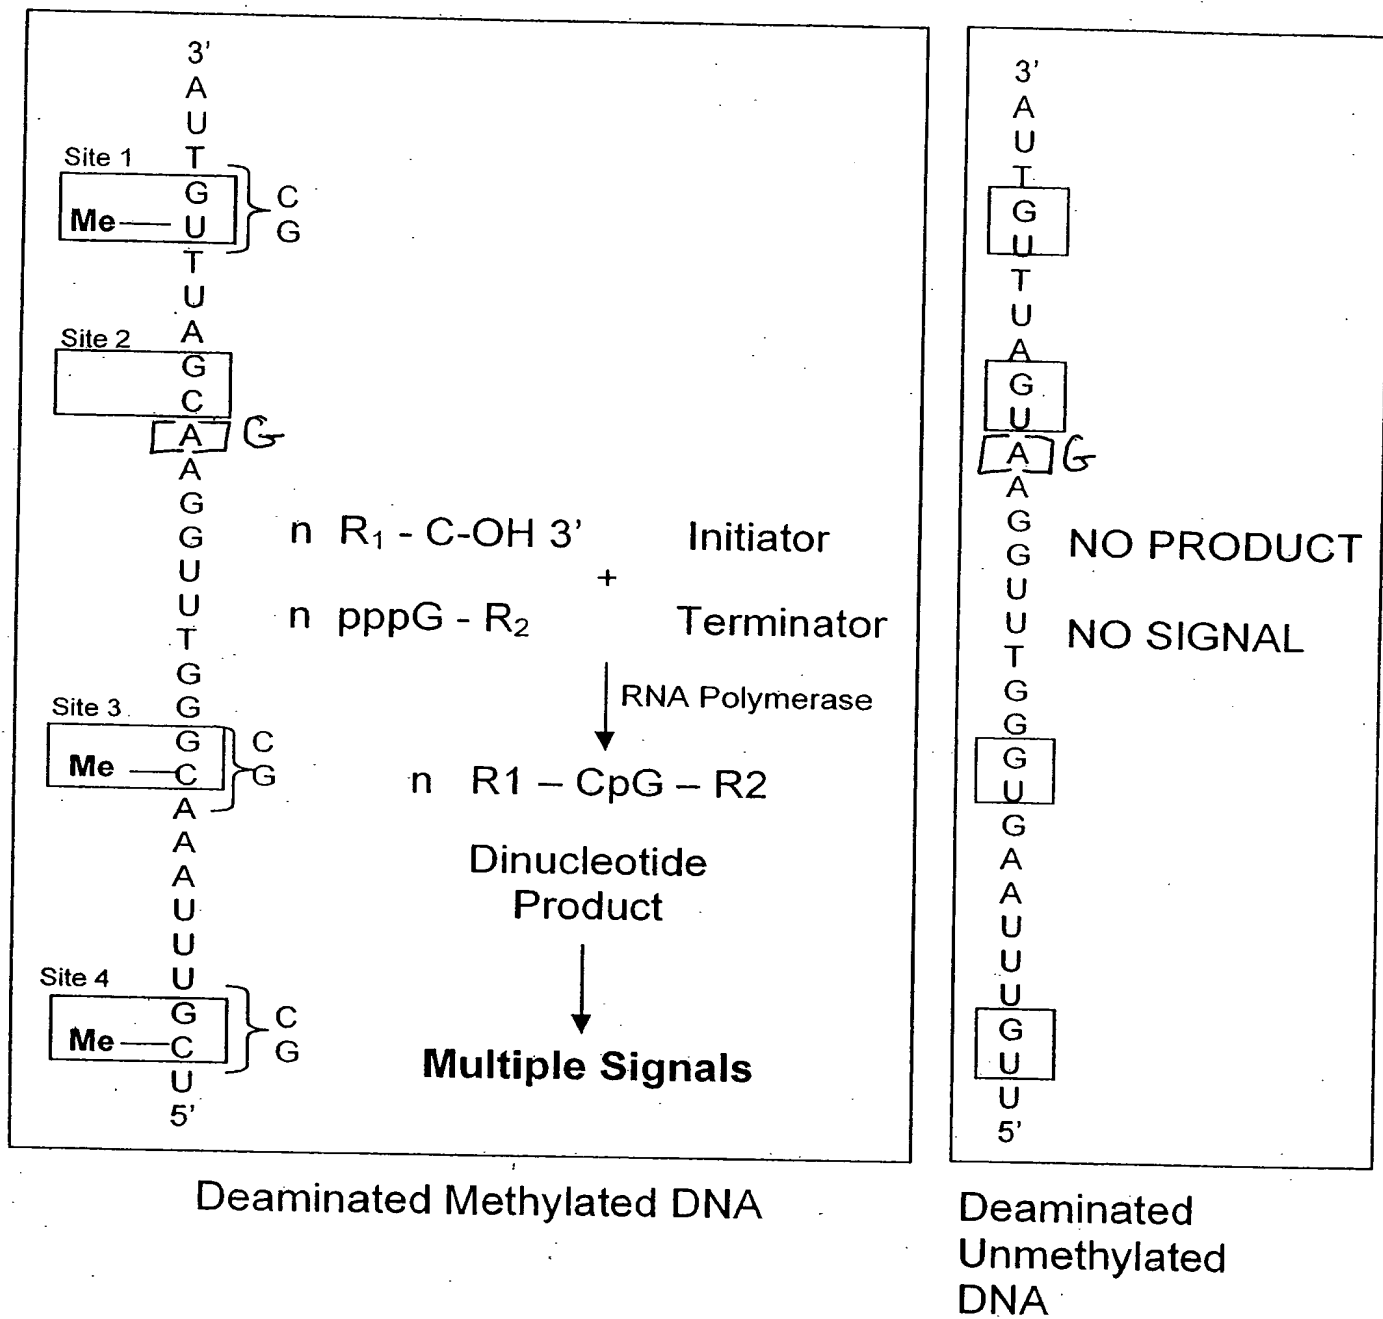 3'
A
U
T
Site 1
G
C
Me
U
G
T
U
A
Site 2
G
C
A
G
A
G
G
n R₁ - C-OH 3' Initiator
U
+
U
n pppG - R₂ Terminator
T
G
RNA Polymerase
G
Site 3
G
C
Me
C
G
n R1 – CpG – R2
A
A
A
Dinucleotide
Product
U
U
U
Site 4
G
C
Me
C
G
Multiple Signals
U
5'
Deaminated Methylated DNA
3'
A
U
T
G
U
T
U
A
G
U
A
G
A
G
G
NO PRODUCT
U
U
NO SIGNAL
T
G
G
G
U
G
A
A
U
U
U
G
U
U
5'
Deaminated
Unmethylated
DNA